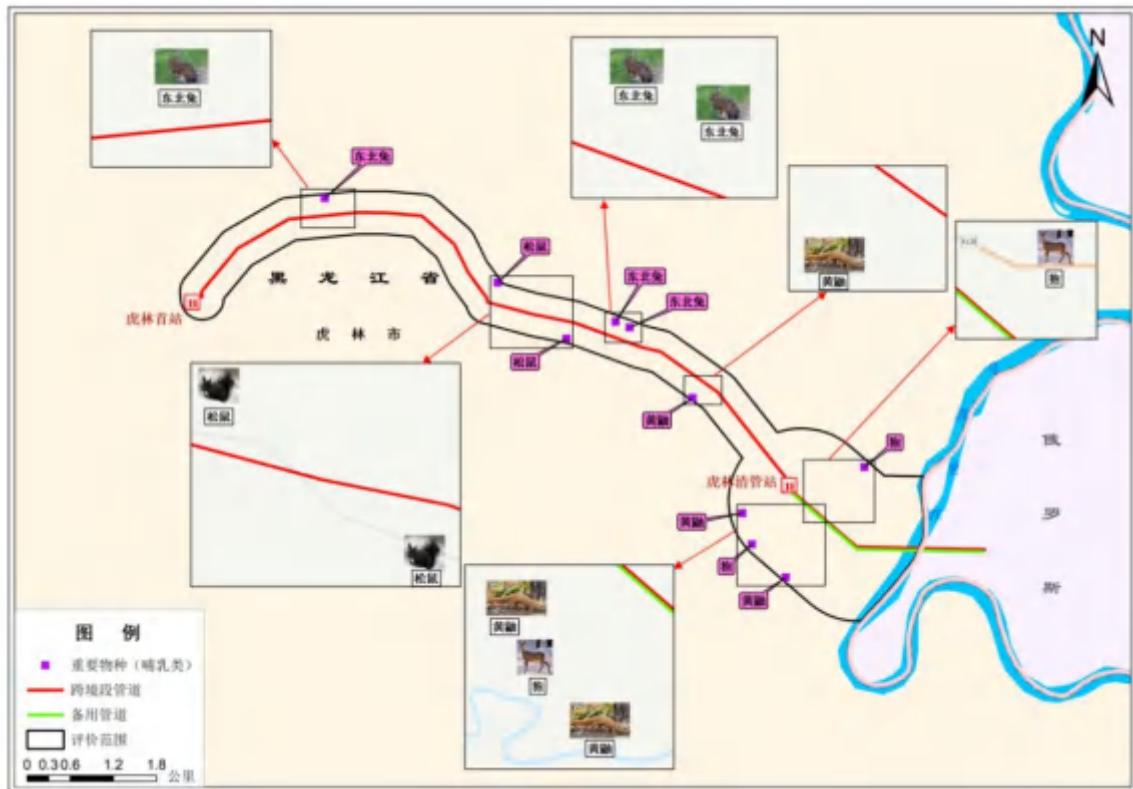 N
东北兔
东北兔
东北兔
东北兔
松鼠
东北兔
东北兔
黄鼬
狍
黑龙江省
虎林首站
虎林市
松鼠
黄鼬
狍
俄罗斯
松鼠
虎林清管站
黄鼬
狍
黄鼬
松鼠
黄鼬
狍
黄鼬
图 例
重要物种（哺乳类）
跨境段管道
备用管道
评价范围
0 0.30.6 1.2 1.8
公里